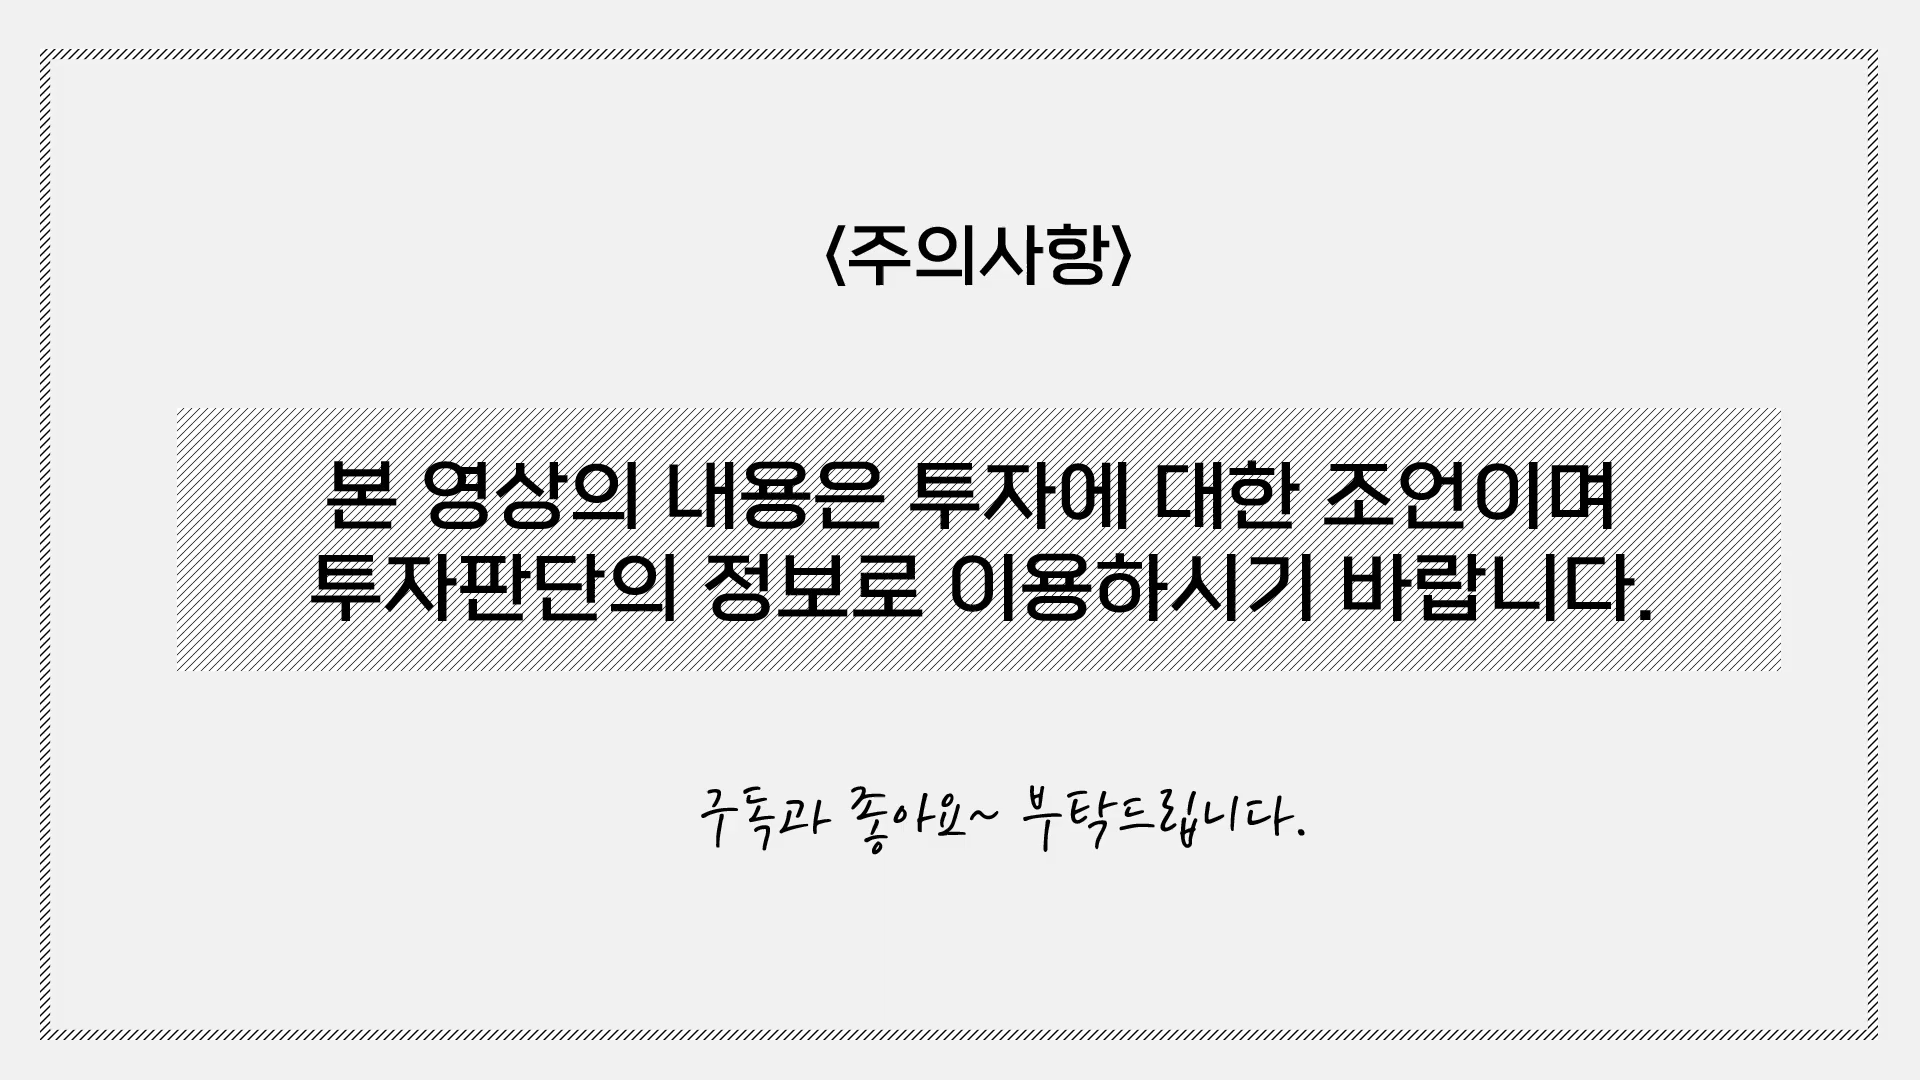 <주의사항>
본 영상의 내용은 투자에 대한 조언이며
투자판단의 정보로 이용하시기 바랍니다.
구독과 좋아요~ 부탁드립니다.